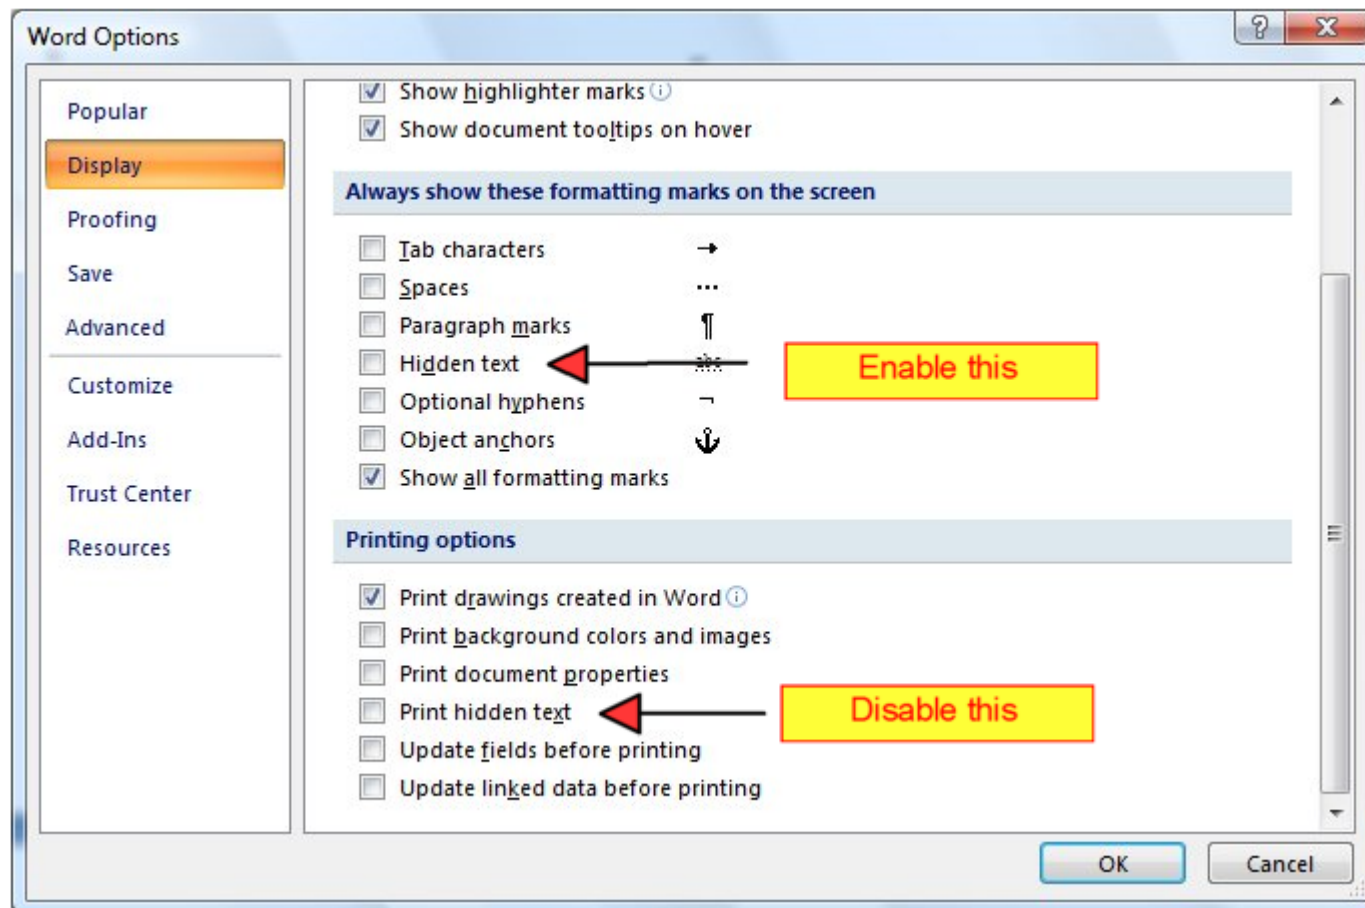 Word Options
Popular
Display
Proofing
Save
Advanced
Customize
Add-Ins
Trust Center
Resources
Show highlighter marks
Show document tooltips on hover
Always show these formatting marks on the screen
Tab characters →
Spaces ...
Paragraph marks ¶
Hidden text abc Enable this
Optional hyphens ¬
Object anchors
Show all formatting marks
Printing options
Print drawings created in Word
Print background colors and images
Print document properties
Print hidden text Disable this
Update fields before printing
Update linked data before printing
OK Cancel